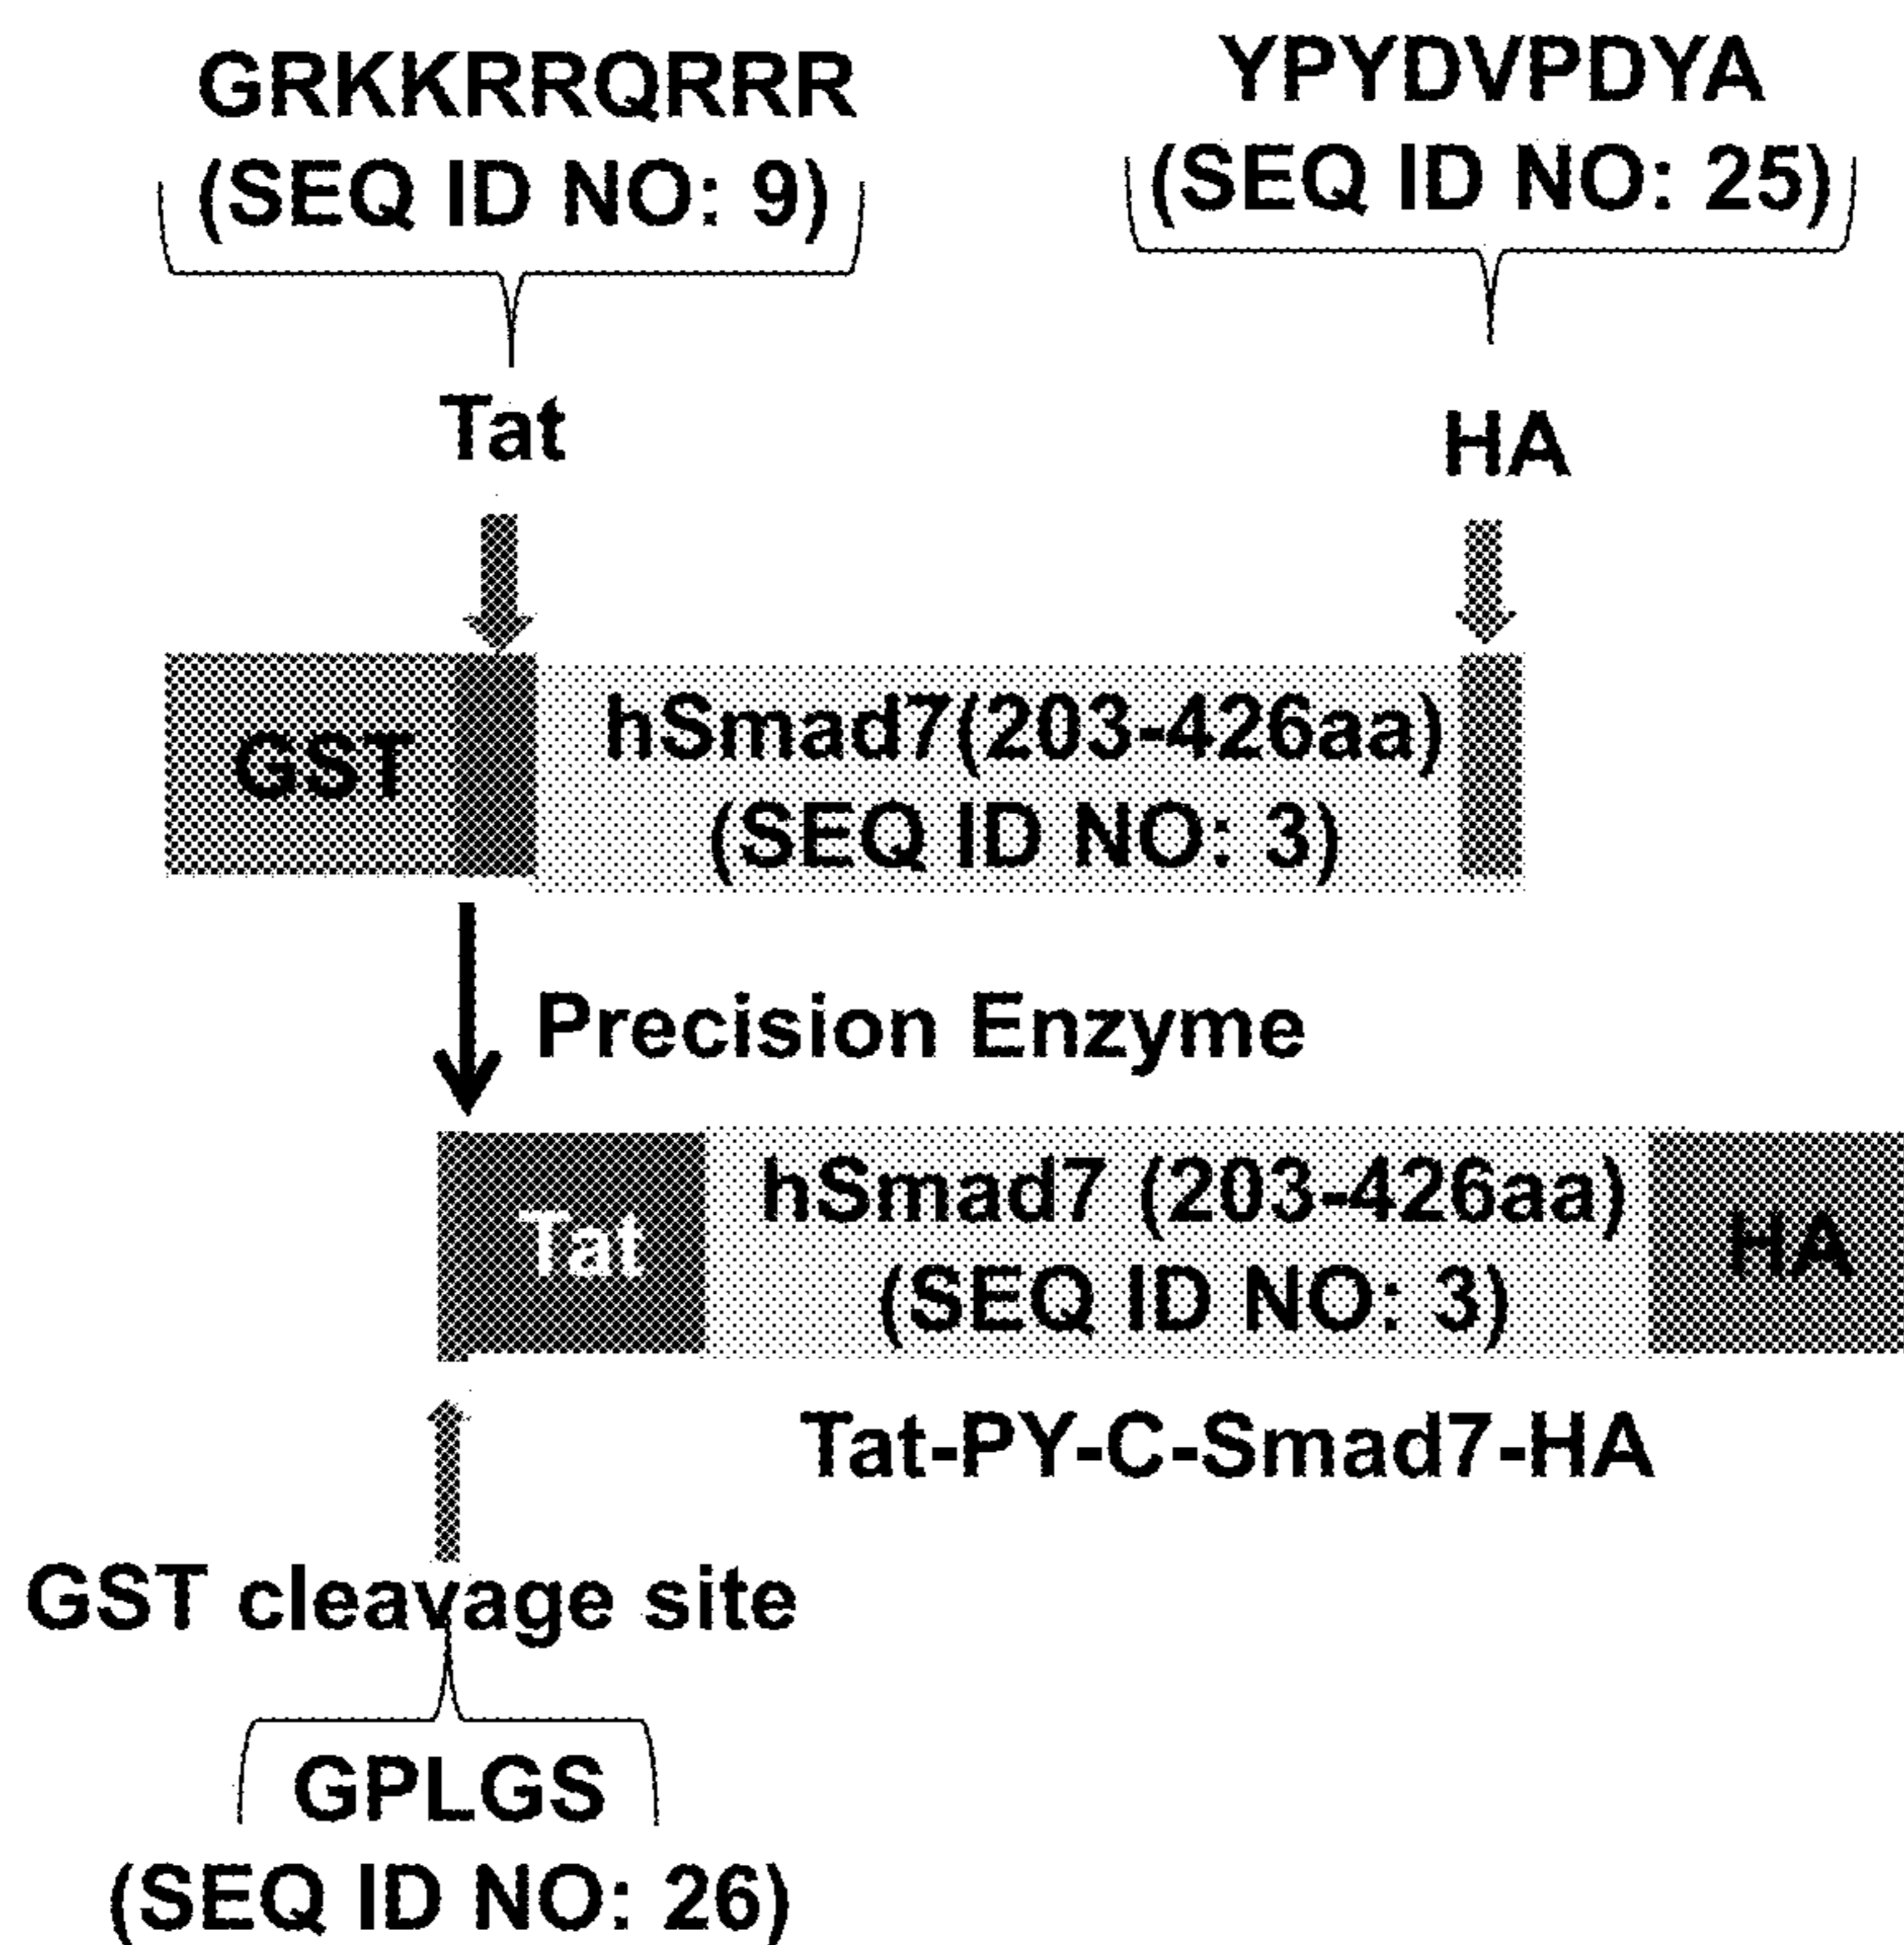 GRKKRRQRRR
(SEQ ID NO: 9)
YPYDVPDYA
(SEQ ID NO: 25)
Tat
HA
GST
hSmad7(203-426aa)
(SEQ ID NO: 3)
Precision Enzyme
Tat
hSmad7 (203-426aa)
(SEQ ID NO: 3)
HA
Tat-PY-C-Smad7-HA
GST cleavage site
GPLGS
(SEQ ID NO: 26)